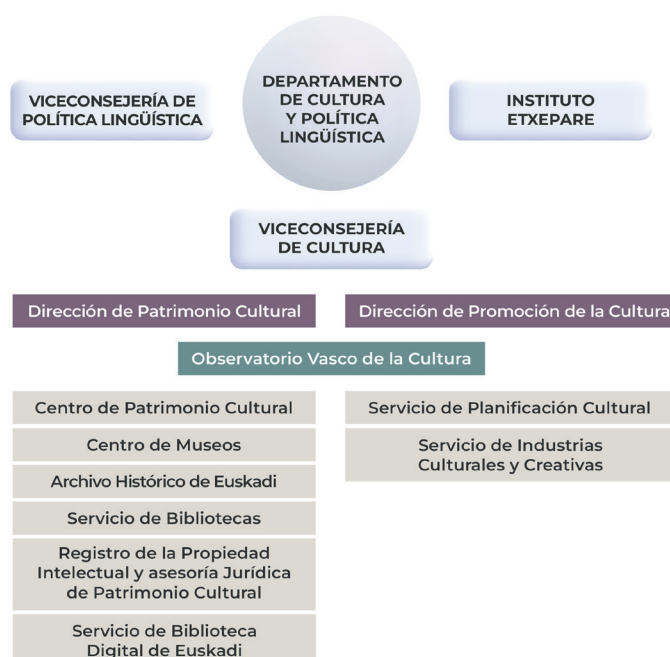 DEPARTAMENTO
DE CULTURA
Y POLÍTICA
LINGÜÍSTICA
VICECONSEJERÍA DE
POLÍTICA LINGÜÍSTICA
INSTITUTO
ETXEPARE
VICECONSEJERÍA
DE CULTURA
Dirección de Patrimonio Cultural
Dirección de Promoción de la Cultura
Observatorio Vasco de la Cultura
Centro de Patrimonio Cultural
Centro de Museos
Archivo Histórico de Euskadi
Servicio de Bibliotecas
Registro de la Propiedad
Intelectual y asesoría Jurídica
de Patrimonio Cultural
Servicio de Biblioteca
Digital de Euskadi
Servicio de Planificación Cultural
Servicio de Industrias
Culturales y Creativas